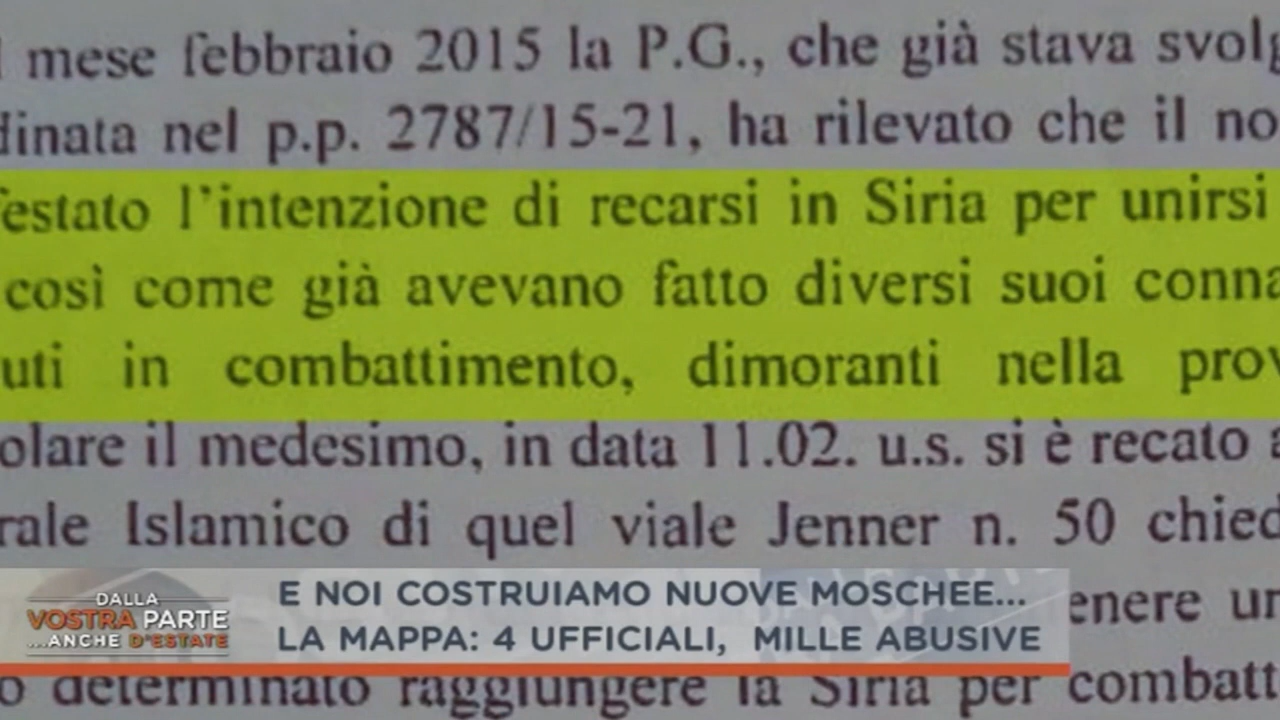 mese febbraio 2015 la P.G., che già stava svolg
dinata nel p.p. 2787/15-21, ha rilevato che il no
festato l'intenzione di recarsi in Siria per unirsi
così come già avevano fatto diversi suoi conna
uti in combattimento, dimoranti nella prov
olare il medesimo, in data 11.02. u.s. si è recato a
rale Islamico di quel viale Jenner n. 50 chied
enere un
o determinato raggiungere la Siria per combatt
DALLA
VOSTRA PARTE
...ANCHE D'ESTATE
E NOI COSTRUIAMO NUOVE MOSCHEE...
LA MAPPA: 4 UFFICIALI, MILLE ABUSIVE